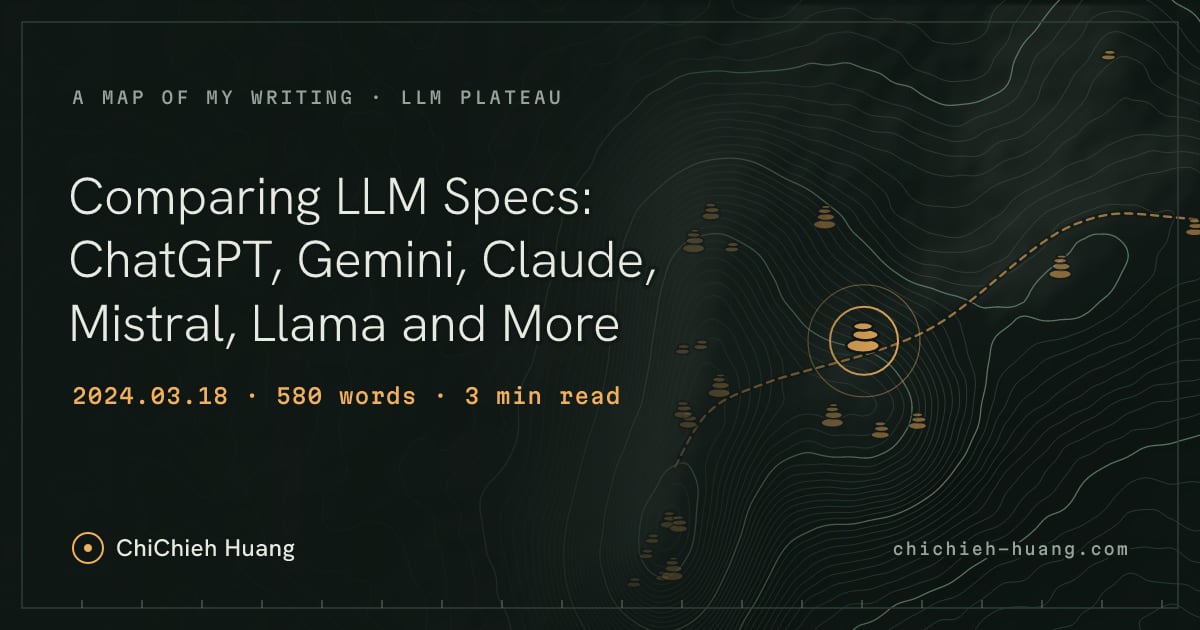 A MAP OF MY WRITING · LLM PLATEAU
Comparing LLM Specs:
ChatGPT, Gemini, Claude,
Mistral, Llama and More
2024.03.18 · 580 words · 3 min read
ChiChieh Huang
chichieh-huang.com